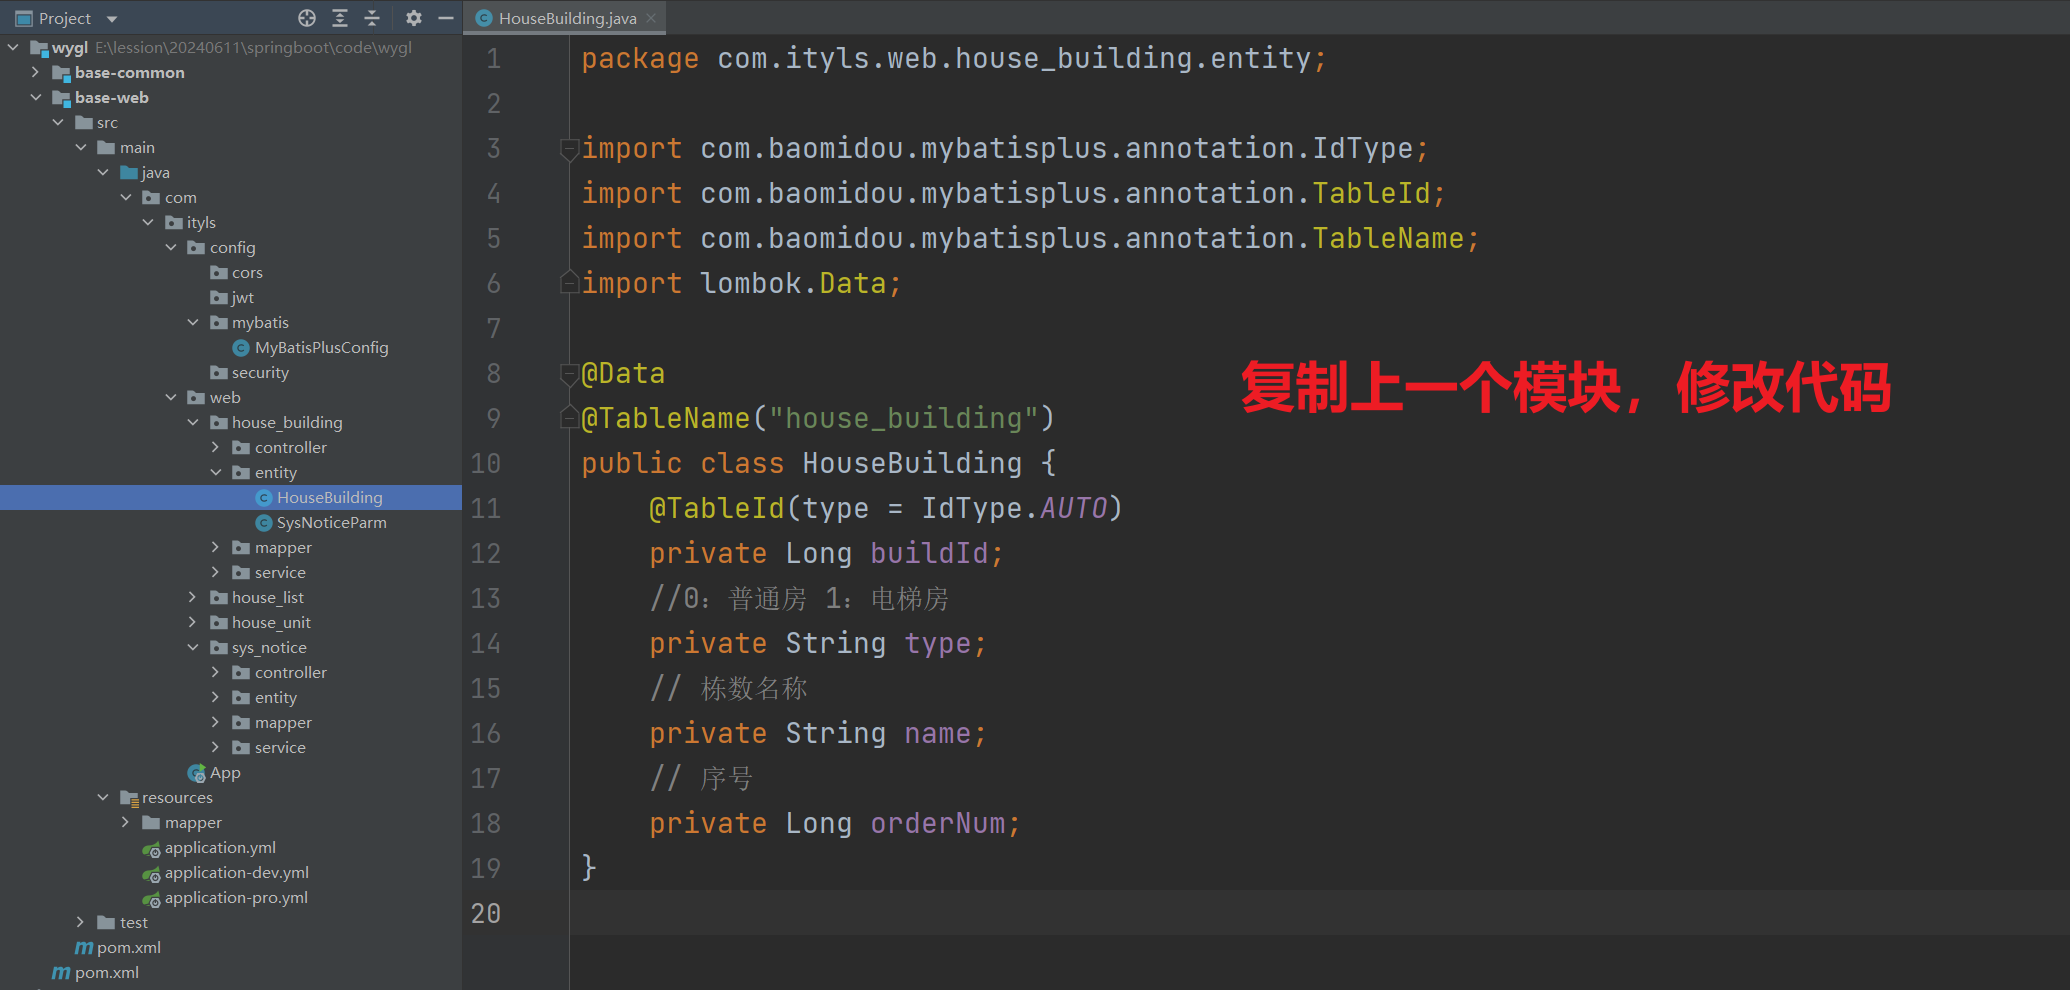 Project
wygl E:\lession\20240611\springboot\code\wygl
base-common
base-web
src
main
java
com
ityls
config
cors
jwt
mybatis
MyBatisPlusConfig
security
web
house_building
controller
entity
HouseBuilding
SysNoticeParm
mapper
service
house_list
house_unit
sys_notice
controller
entity
mapper
service
App
resources
mapper
application.yml
application-dev.yml
application-pro.yml
test
pom.xml
pom.xml
HouseBuilding.java
1 package com.ityls.web.house_building.entity;
2
3 import com.baomidou.mybatisplus.annotation.IdType;
4 import com.baomidou.mybatisplus.annotation.TableId;
5 import com.baomidou.mybatisplus.annotation.TableName;
6 import lombok.Data;
7
8 @Data
9 @TableName("house_building")
10 public class HouseBuilding {
11 @TableId(type = IdType.AUTO)
12 private Long buildId;
13 //0：普通房 1：电梯房
14 private String type;
15 // 栋数名称
16 private String name;
17 // 序号
18 private Long orderNum;
19 }
20
复制上一个模块，修改代码